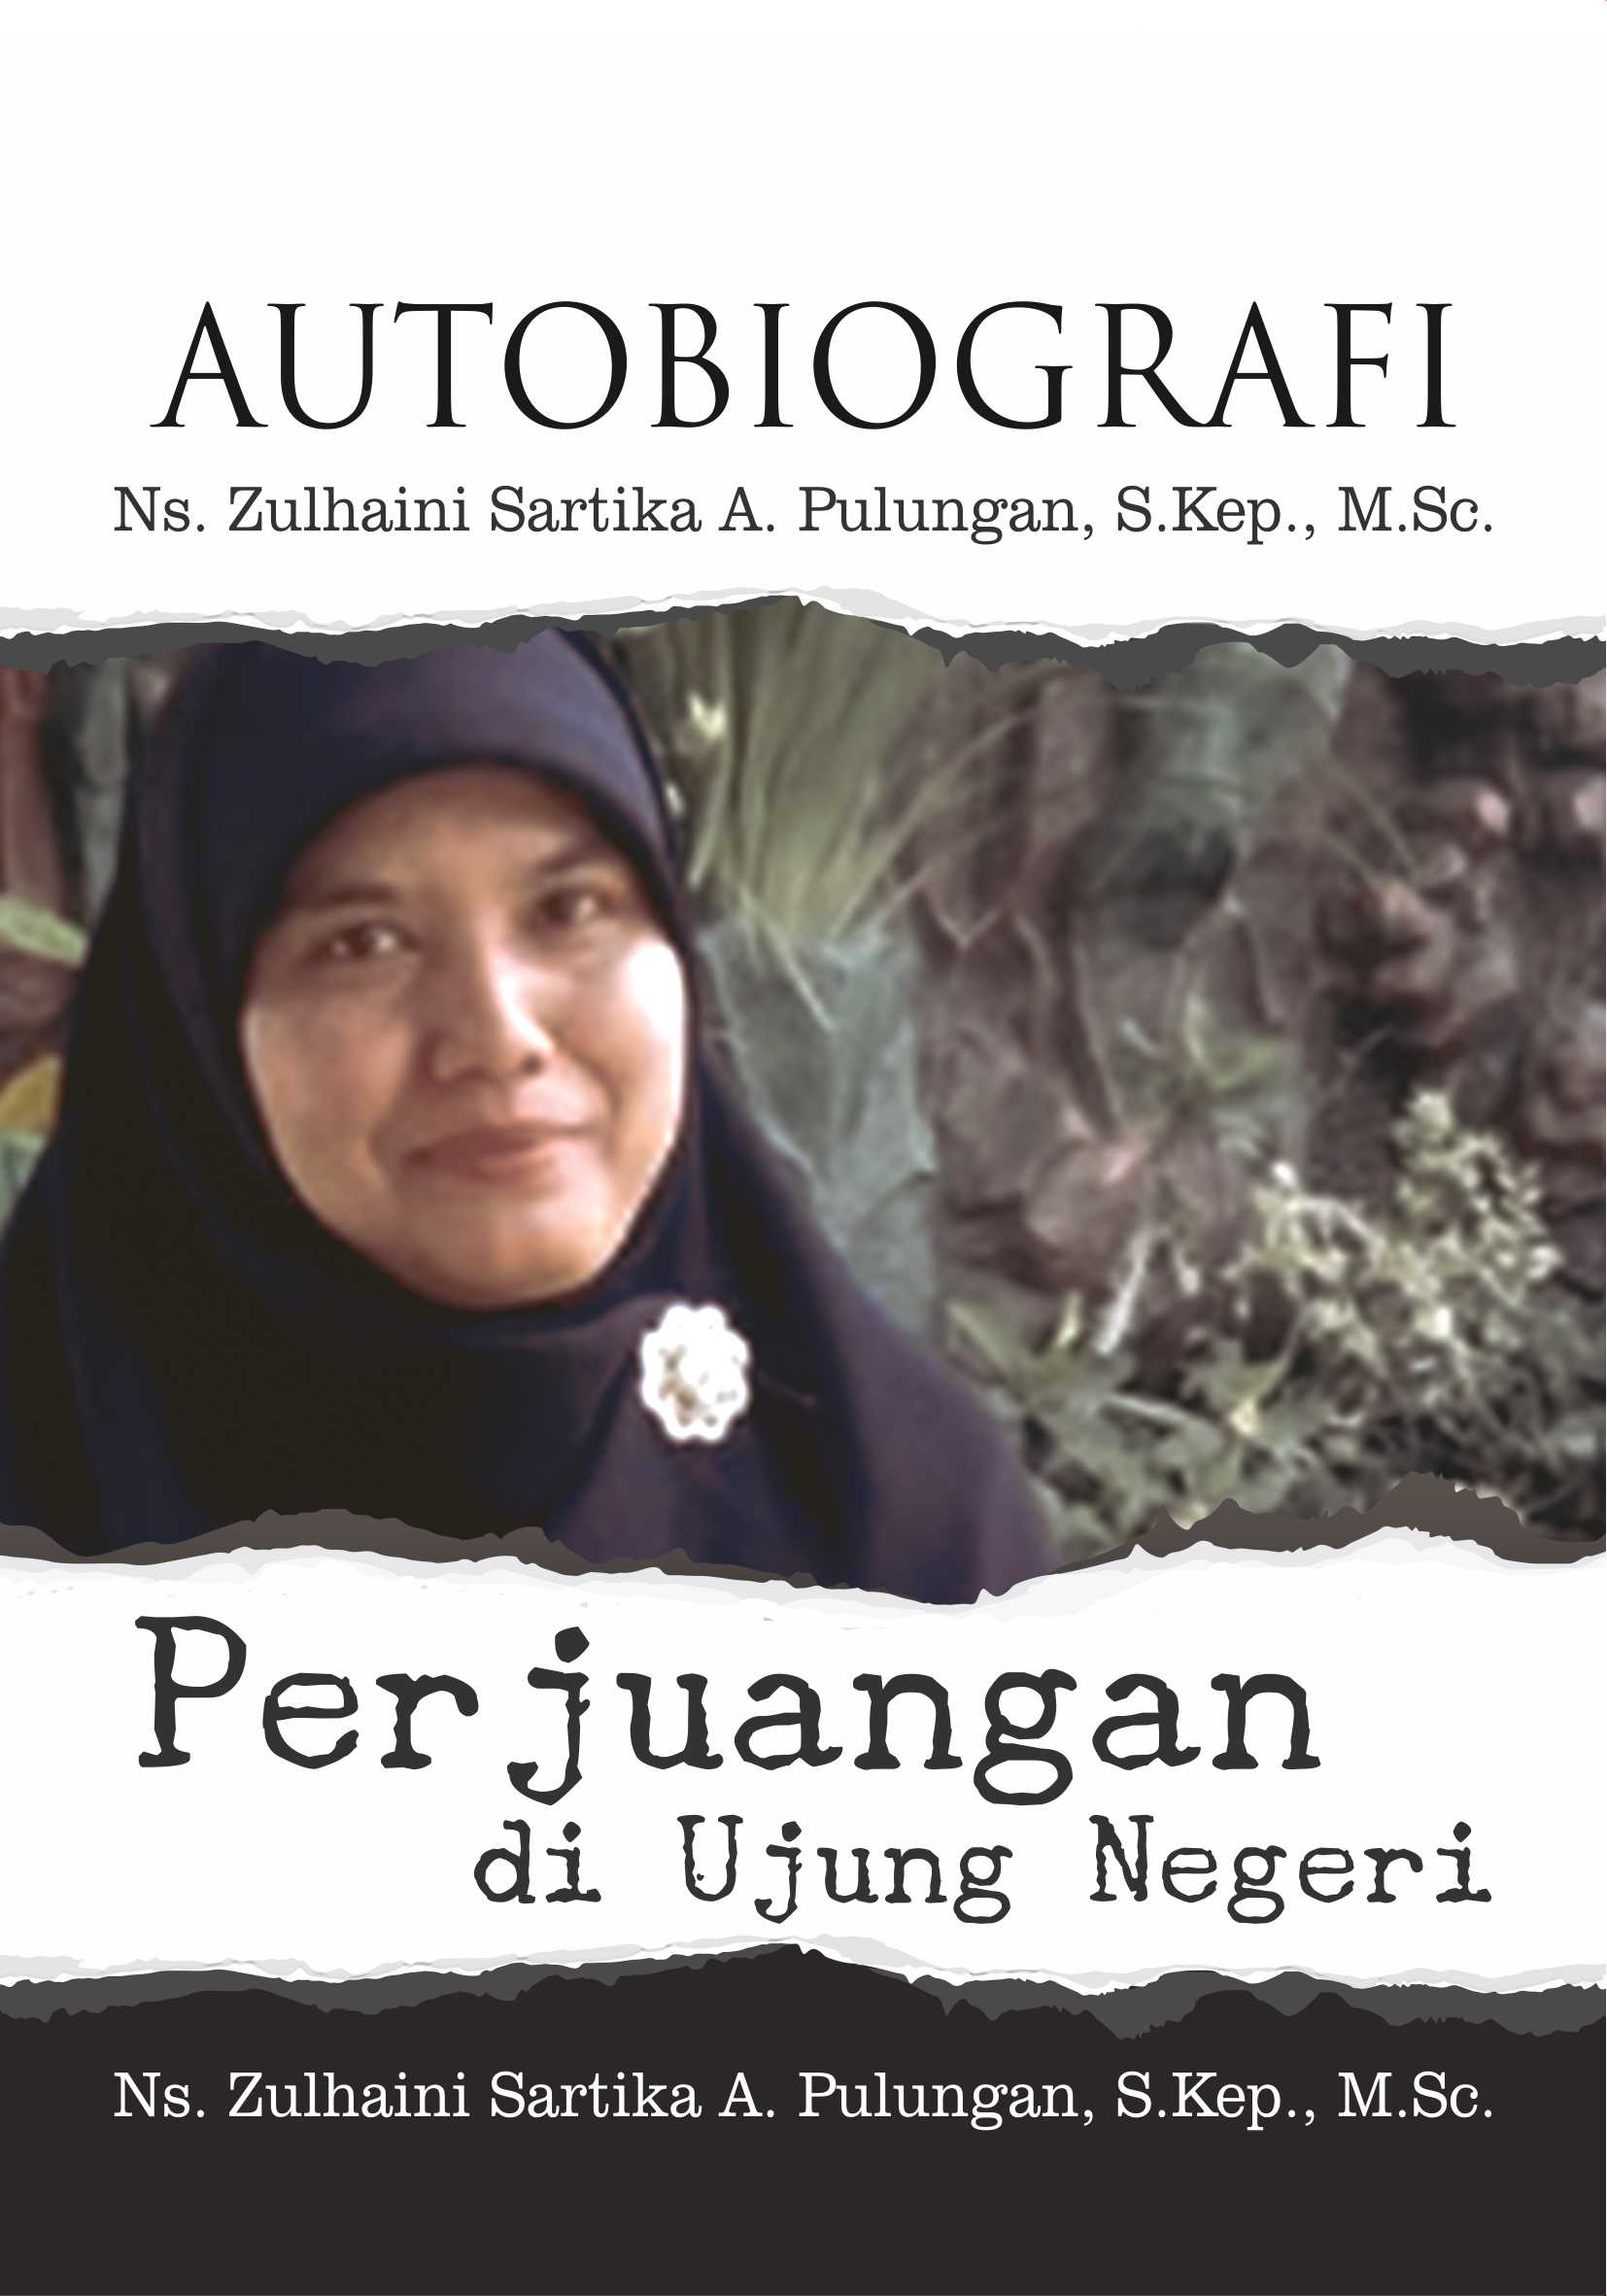 AUTOBIOGRAFI
Ns. Zulhaini Sartika A. Pulungan, S.Kep., M.Sc.
Perjuangan
di Ujung Negeri
Ns. Zulhaini Sartika A. Pulungan, S.Kep., M.Sc.